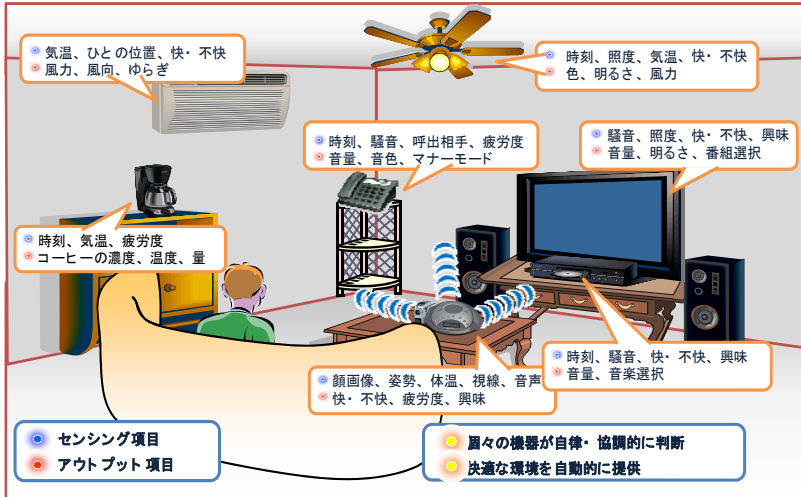 気温、ひとの位置、快・不快
風力、風向、ゆらぎ
時刻、照度、気温、快・不快
色、明るさ、風力
時刻、騒音、呼出相手、疲労度
音量、音色、マナーモード
騒音、照度、快・不快、興味
音量、明るさ、番組選択
時刻、気温、疲労度
コーヒーの濃度、温度、量
時刻、騒音、快・不快、興味
音量、音楽選択
顔画像、姿勢、体温、視線、音声
快・不快、疲労度、興味
センシング項目
アウトプット項目
個々の機器が自律・協調的に判断
快適な環境を自動的に提供